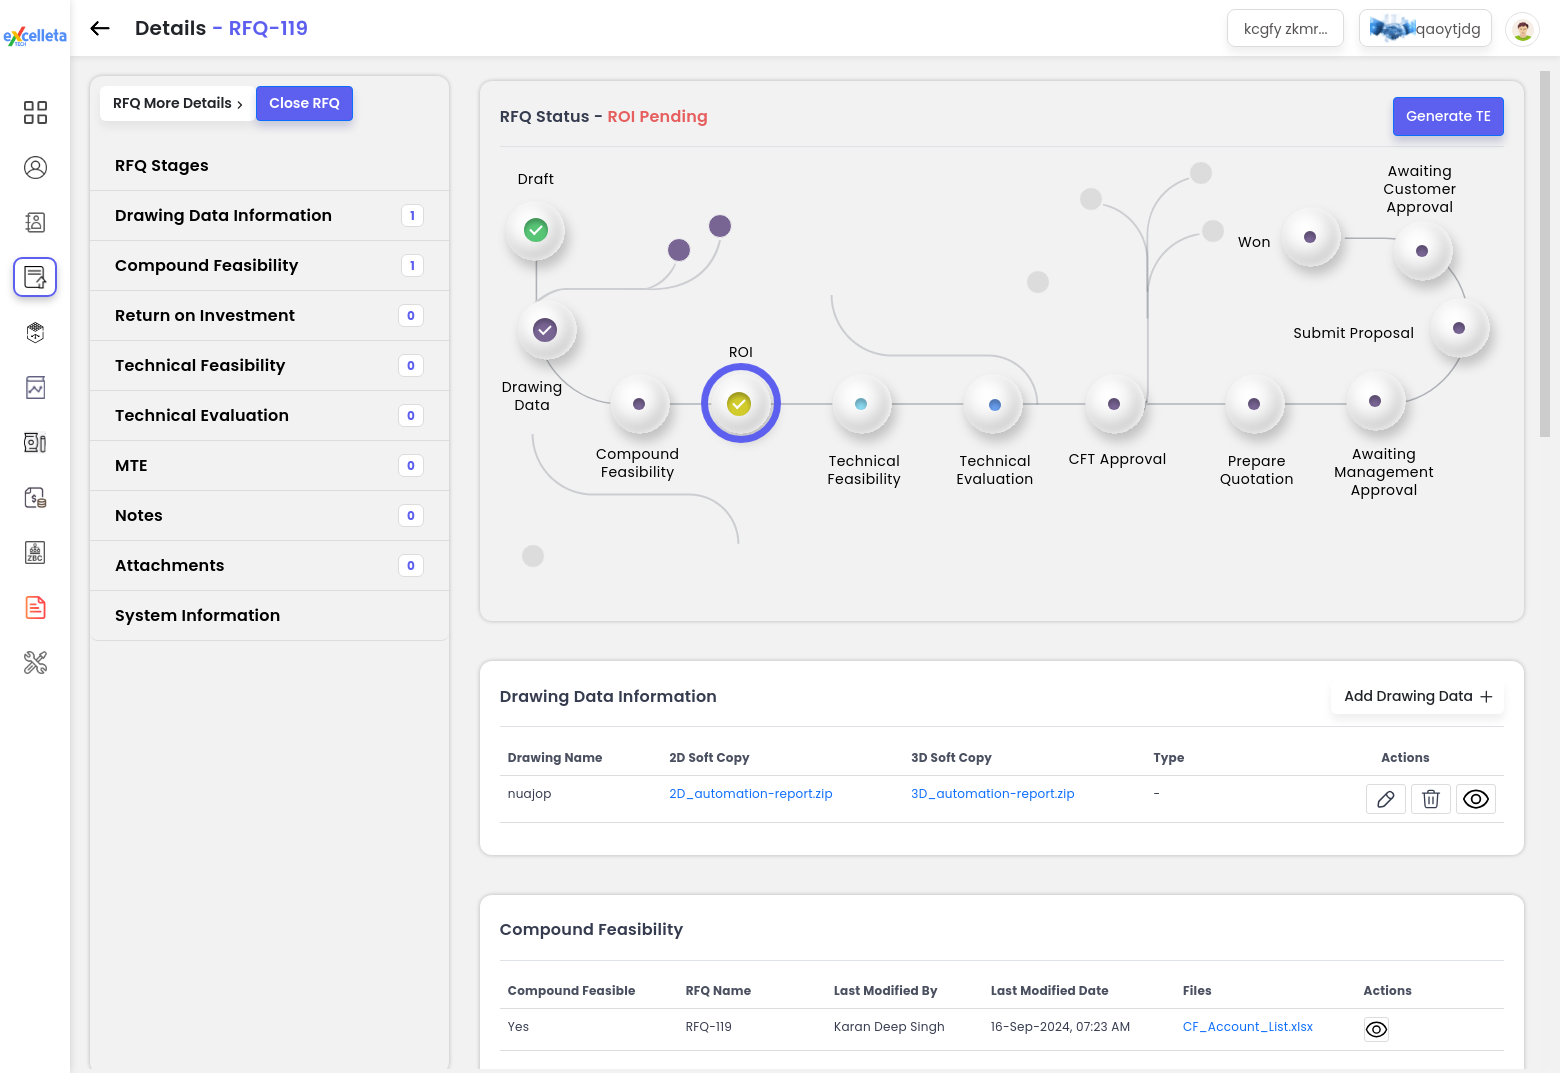 eXcelleta
TECH
Details - RFQ-119
kcgfy zkmr...
qaoytjdg
RFQ More Details ›
Close RFQ
RFQ Stages
Drawing Data Information 1
Compound Feasibility 1
Return on Investment 0
Technical Feasibility 0
Technical Evaluation 0
MTE 0
Notes 0
Attachments 0
System Information
ZBC
RFQ Status - ROI Pending
Generate TE
Draft
Drawing
Data
Compound
Feasibility
ROI
Technical
Feasibility
Technical
Evaluation
CFT Approval
Prepare
Quotation
Awaiting
Management
Approval
Submit Proposal
Awaiting
Customer
Approval
Won
Drawing Data Information
Add Drawing Data +
Drawing Name 2D Soft Copy 3D Soft Copy Type Actions
nuajop 2D_automation-report.zip 3D_automation-report.zip -
Compound Feasibility
Compound Feasible RFQ Name Last Modified By Last Modified Date Files Actions
Yes RFQ-119 Karan Deep Singh 16-Sep-2024, 07:23 AM CF_Account_List.xlsx